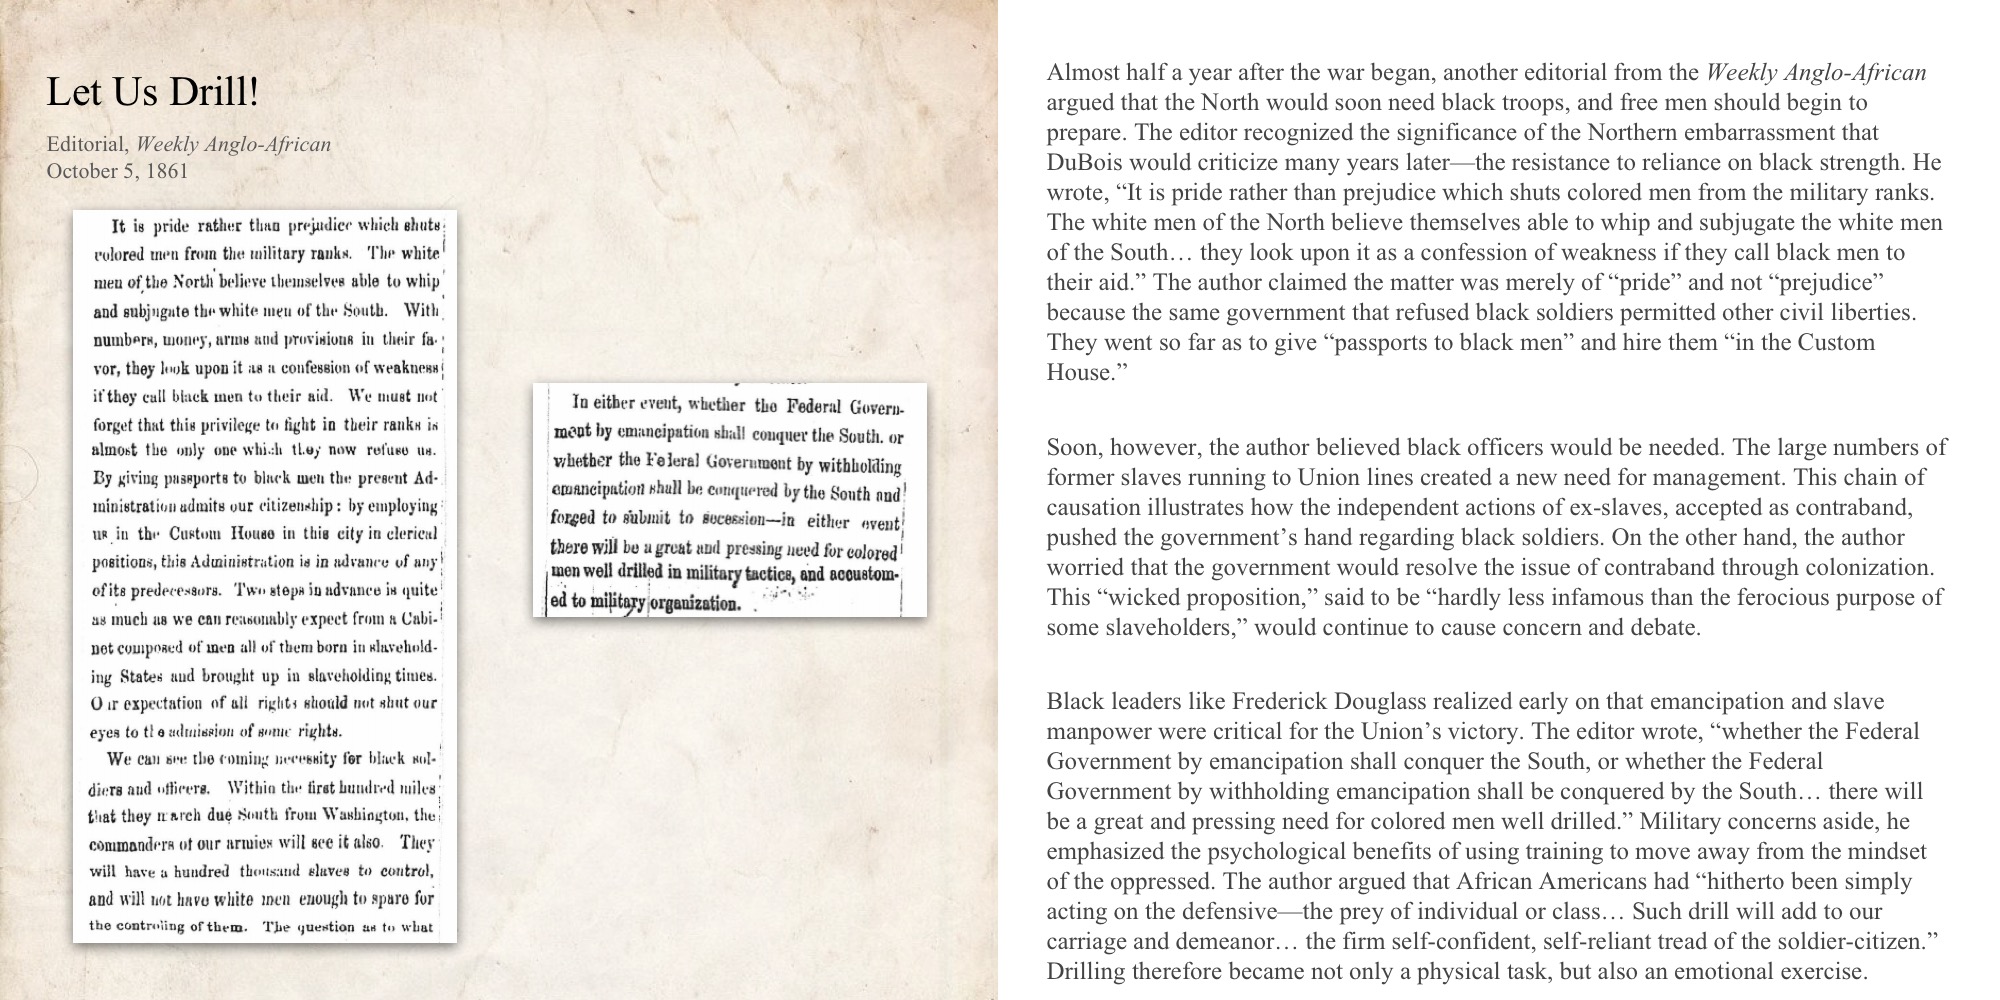 Let Us Drill!
Editorial, Weekly Anglo-African
October 5, 1861
It is pride rather than prejudice which shuts
colored men from the military ranks. The white
men of the North believe themselves able to whip
and subjugate the white men of the South. With
numbers, money, arms and provisions in their fa-
vor, they look upon it as a confession of weakness
if they call black men to their aid. We must not
forget that this privilege to fight in their ranks is
almost the only one which they now refuse us.
By giving passports to black men the present Ad-
ministration admits our citizenship: by employing
us in the Custom House in this city in clerical
positions, this Administration is in advance of any
of its predecessors. Two steps in advance is quite
as much as we can reasonably expect from a Cabi-
net composed of men all of them born in slavehold-
ing States and brought up in slaveholding times.
Our expectation of all rights should not shut our
eyes to the admission of some rights.
We can see the coming necessity for black sol-
diers and officers. Within the first hundred miles
that they march due South from Washington, the
commanders of our armies will see it also. They
will have a hundred thousand slaves to control,
and will not have white men enough to spare for
the controling of them. The question as to what
In either event, whether the Federal Govern-
ment by emancipation shall conquer the South. or
whether the Federal Government by withholding
emancipation shall be conquered by the South and
forged to submit to secession—in either event
there will be a great and pressing need for colored
men well drilled in military tactics, and accustom-
ed to military organization.
Almost half a year after the war began, another editorial from the Weekly Anglo-African
argued that the North would soon need black troops, and free men should begin to
prepare. The editor recognized the significance of the Northern embarrassment that
DuBois would criticize many years later—the resistance to reliance on black strength. He
wrote, “It is pride rather than prejudice which shuts colored men from the military ranks.
The white men of the North believe themselves able to whip and subjugate the white men
of the South… they look upon it as a confession of weakness if they call black men to
their aid.” The author claimed the matter was merely of “pride” and not “prejudice”
because the same government that refused black soldiers permitted other civil liberties.
They went so far as to give “passports to black men” and hire them “in the Custom
House.”
Soon, however, the author believed black officers would be needed. The large numbers of
former slaves running to Union lines created a new need for management. This chain of
causation illustrates how the independent actions of ex-slaves, accepted as contraband,
pushed the government’s hand regarding black soldiers. On the other hand, the author
worried that the government would resolve the issue of contraband through colonization.
This “wicked proposition,” said to be “hardly less infamous than the ferocious purpose of
some slaveholders,” would continue to cause concern and debate.
Black leaders like Frederick Douglass realized early on that emancipation and slave
manpower were critical for the Union’s victory. The editor wrote, “whether the Federal
Government by emancipation shall conquer the South, or whether the Federal
Government by withholding emancipation shall be conquered by the South… there will
be a great and pressing need for colored men well drilled.” Military concerns aside, he
emphasized the psychological benefits of using training to move away from the mindset
of the oppressed. The author argued that African Americans had “hitherto been simply
acting on the defensive—the prey of individual or class… Such drill will add to our
carriage and demeanor… the firm self-confident, self-reliant tread of the soldier-citizen.”
Drilling therefore became not only a physical task, but also an emotional exercise.